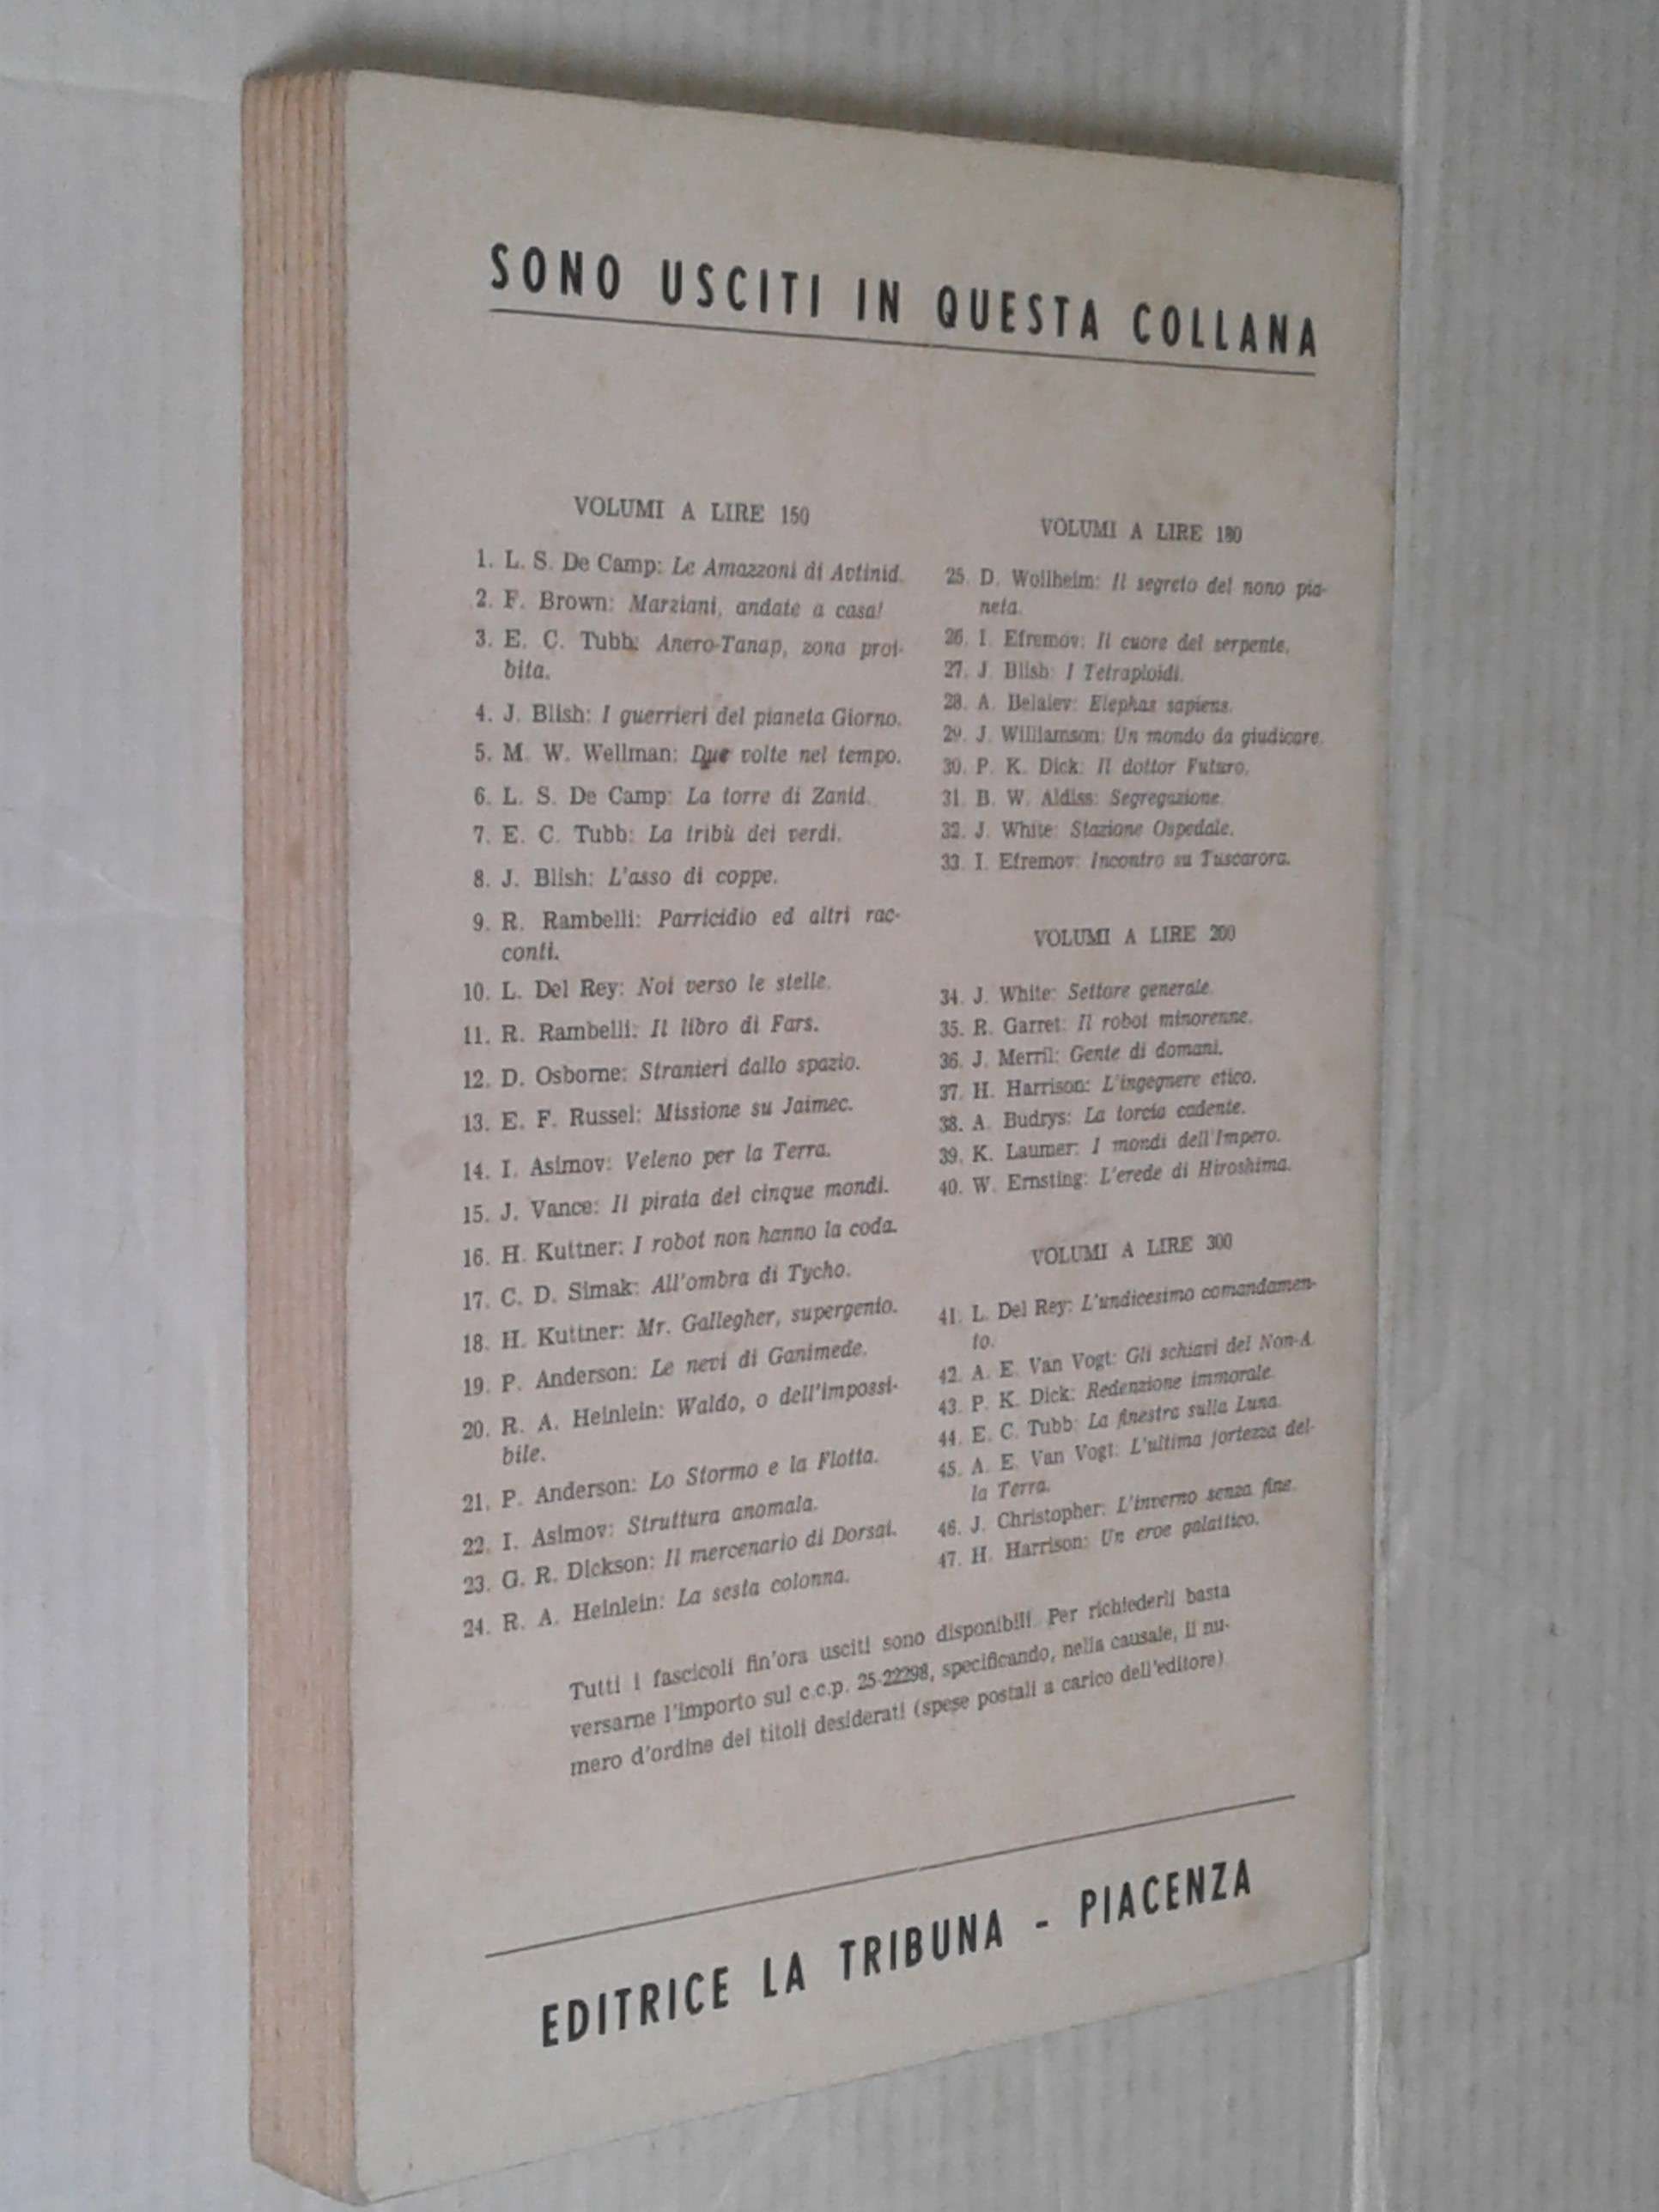 SONO USCITI IN QUESTA COLLANA
VOLUMI A LIRE 150
1. L. S. De Camp: Le Amazzoni di Avtinid.
2. F. Brown: Marziani, andate a casa!
3. E. C. Tubb: Anero-Tanap, zona proi-
bita.
4. J. Blish: I guerrieri del pianeta Giorno.
5. M. W. Wellman: Due volte nel tempo.
6. L. S. De Camp: La torre di Zanid.
7. E. C. Tubb: La tribù dei verdi.
8. J. Blish: L'asso di coppe.
9. R. Rambelli: Parricidio ed altri rac-
conti.
10. L. Del Rey: Noi verso le stelle.
11. R. Rambelli: Il libro di Fars.
12. D. Osborne: Stranieri dallo spazio.
13. E. F. Russel: Missione su Jaimec.
14. I. Asimov: Veleno per la Terra.
15. J. Vance: Il pirata dei cinque mondi.
16. H. Kuttner: I robot non hanno la coda.
17. C. D. Simak: All'ombra di Tycho.
18. H. Kuttner: Mr. Gallegher, supergenio.
19. P. Anderson: Le nevi di Ganimede.
20. R. A. Heinlein: Waldo, o dell'impossi-
bile.
21. P. Anderson: Lo Stormo e la Flotta.
22. I. Asimov: Struttura anomala.
23. G. R. Dickson: Il mercenario di Dorsai.
24. R. A. Heinlein: La sesta colonna.
VOLUMI A LIRE 180
25. D. Wollheim: Il segreto del nono pia-
neta.
26. I. Efremov: Il cuore del serpente.
27. J. Blish: I Tetraploidi.
28. A. Belaiev: Elephas sapiens.
29. J. Williamson: Un mondo da giudicare.
30. P. K. Dick: Il dottor Futuro.
31. B. W. Aldiss: Segregazione.
32. J. White: Stazione Ospedale.
33. I. Efremov: Incontro su Tuscarora.
VOLUMI A LIRE 200
34. J. White: Settore generale.
35. R. Garret: Il robot minorenne.
36. J. Merril: Gente di domani.
37. H. Harrison: L'ingegnere etico.
38. A. Budrys: La torcia cadente.
39. K. Laumer: I mondi dell'Impero.
40. W. Ernsting: L'erede di Hiroshima.
VOLUMI A LIRE 300
41. L. Del Rey: L'undicesimo comandamen-
to.
42. A. E. Van Vogt: Gli schiavi del Non-A.
43. P. K. Dick: Redenzione immorale.
44. E. C. Tubb: La finestra sulla Luna.
45. A. E. Van Vogt: L'ultima fortezza del-
la Terra.
46. J. Christopher: L'inverno senza fine.
47. H. Harrison: Un eroe galattico.
Tutti i fascicoli fin'ora usciti sono disponibili. Per richiederli basta
versarne l'importo sul c.c.p. 25-22298, specificando, nella causale, il nu-
mero d'ordine dei titoli desiderati (spese postali a carico dell'editore)
EDITRICE LA TRIBUNA - PIACENZA